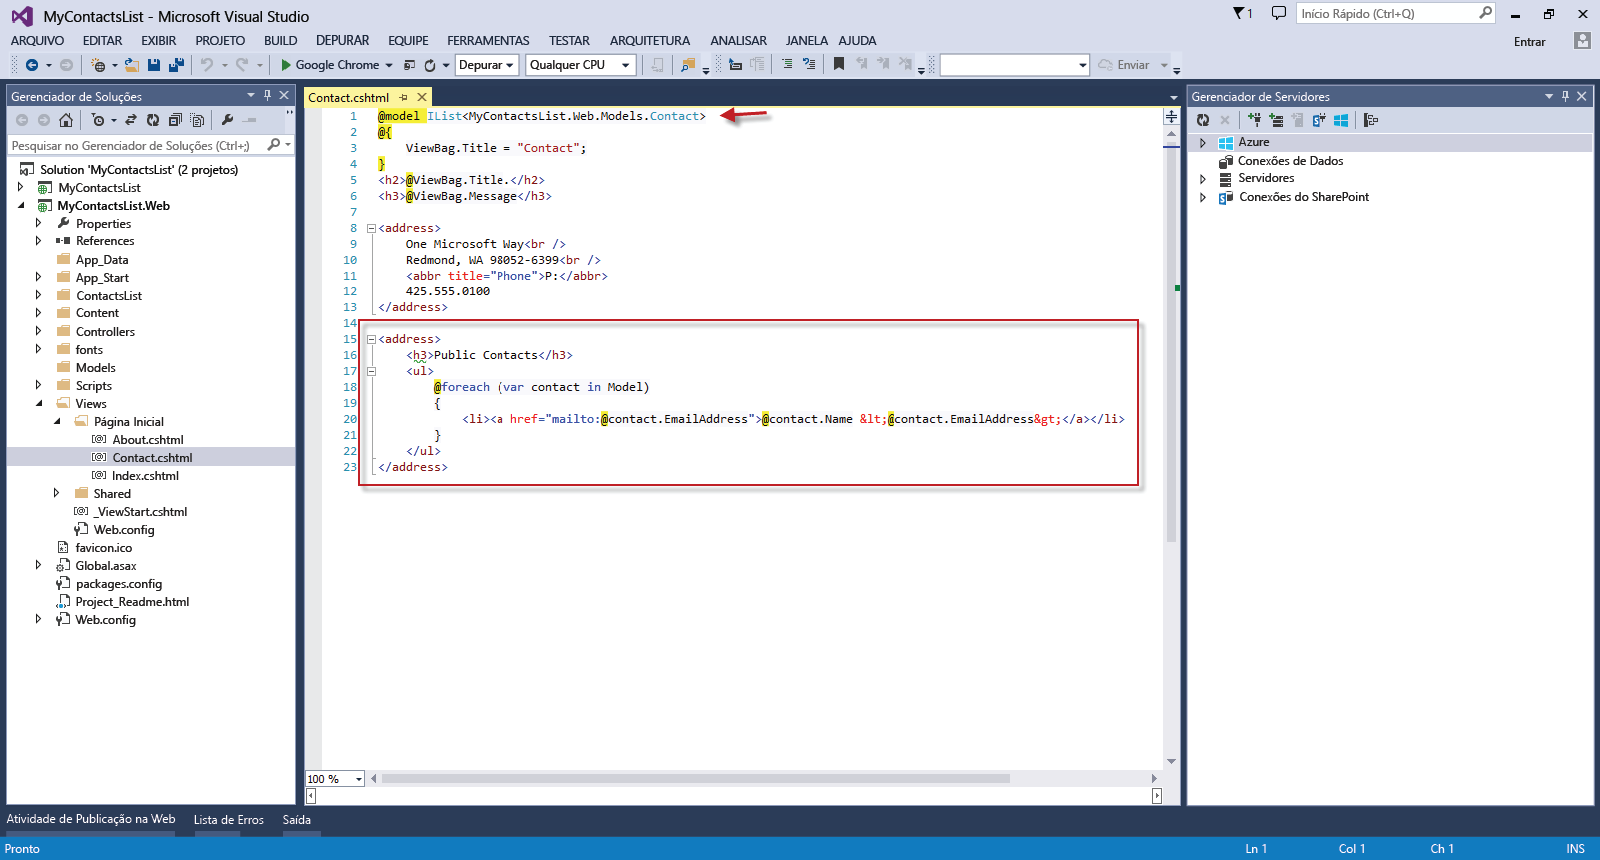 MyContactsList - Microsoft Visual Studio
1
Início Rápido (Ctrl+Q)
ARQUIVO EDITAR EXIBIR PROJETO BUILD DEPURAR EQUIPE FERRAMENTAS TESTAR ARQUITETURA ANALISAR JANELA AJUDA
Entrar
Google Chrome Depurar Qualquer CPU Enviar
Gerenciador de Soluções
Pesquisar no Gerenciador de Soluções (Ctrl+;)
Solution 'MyContactsList' (2 projetos)
MyContactsList
MyContactsList.Web
Properties
References
App_Data
App_Start
ContactsList
Content
Controllers
fonts
Models
Scripts
Views
Página Inicial
About.cshtml
Contact.cshtml
Index.cshtml
Shared
_ViewStart.cshtml
Web.config
favicon.ico
Global.asax
packages.config
Project_Readme.html
Web.config
Contact.cshtml
1 @model IList<MyContactsList.Web.Models.Contact>
2 @{
3 ViewBag.Title = "Contact";
4 }
5 <h2>@ViewBag.Title.</h2>
6 <h3>@ViewBag.Message</h3>
7
8 <address>
9 One Microsoft Way<br />
10 Redmond, WA 98052-6399<br />
11 <abbr title="Phone">P:</abbr>
12 425.555.0100
13 </address>
14
15 <address>
16 <h3>Public Contacts</h3>
17 <ul>
18 @foreach (var contact in Model)
19 {
20 <li><a href="mailto:@contact.EmailAddress">@contact.Name &lt;@contact.EmailAddress&gt;</a></li>
21 }
22 </ul>
23 </address>
100 %
Gerenciador de Servidores
Azure
Conexões de Dados
Servidores
Conexões do SharePoint
Atividade de Publicação na Web Lista de Erros Saída
Pronto Ln 1 Col 1 Ch 1 INS